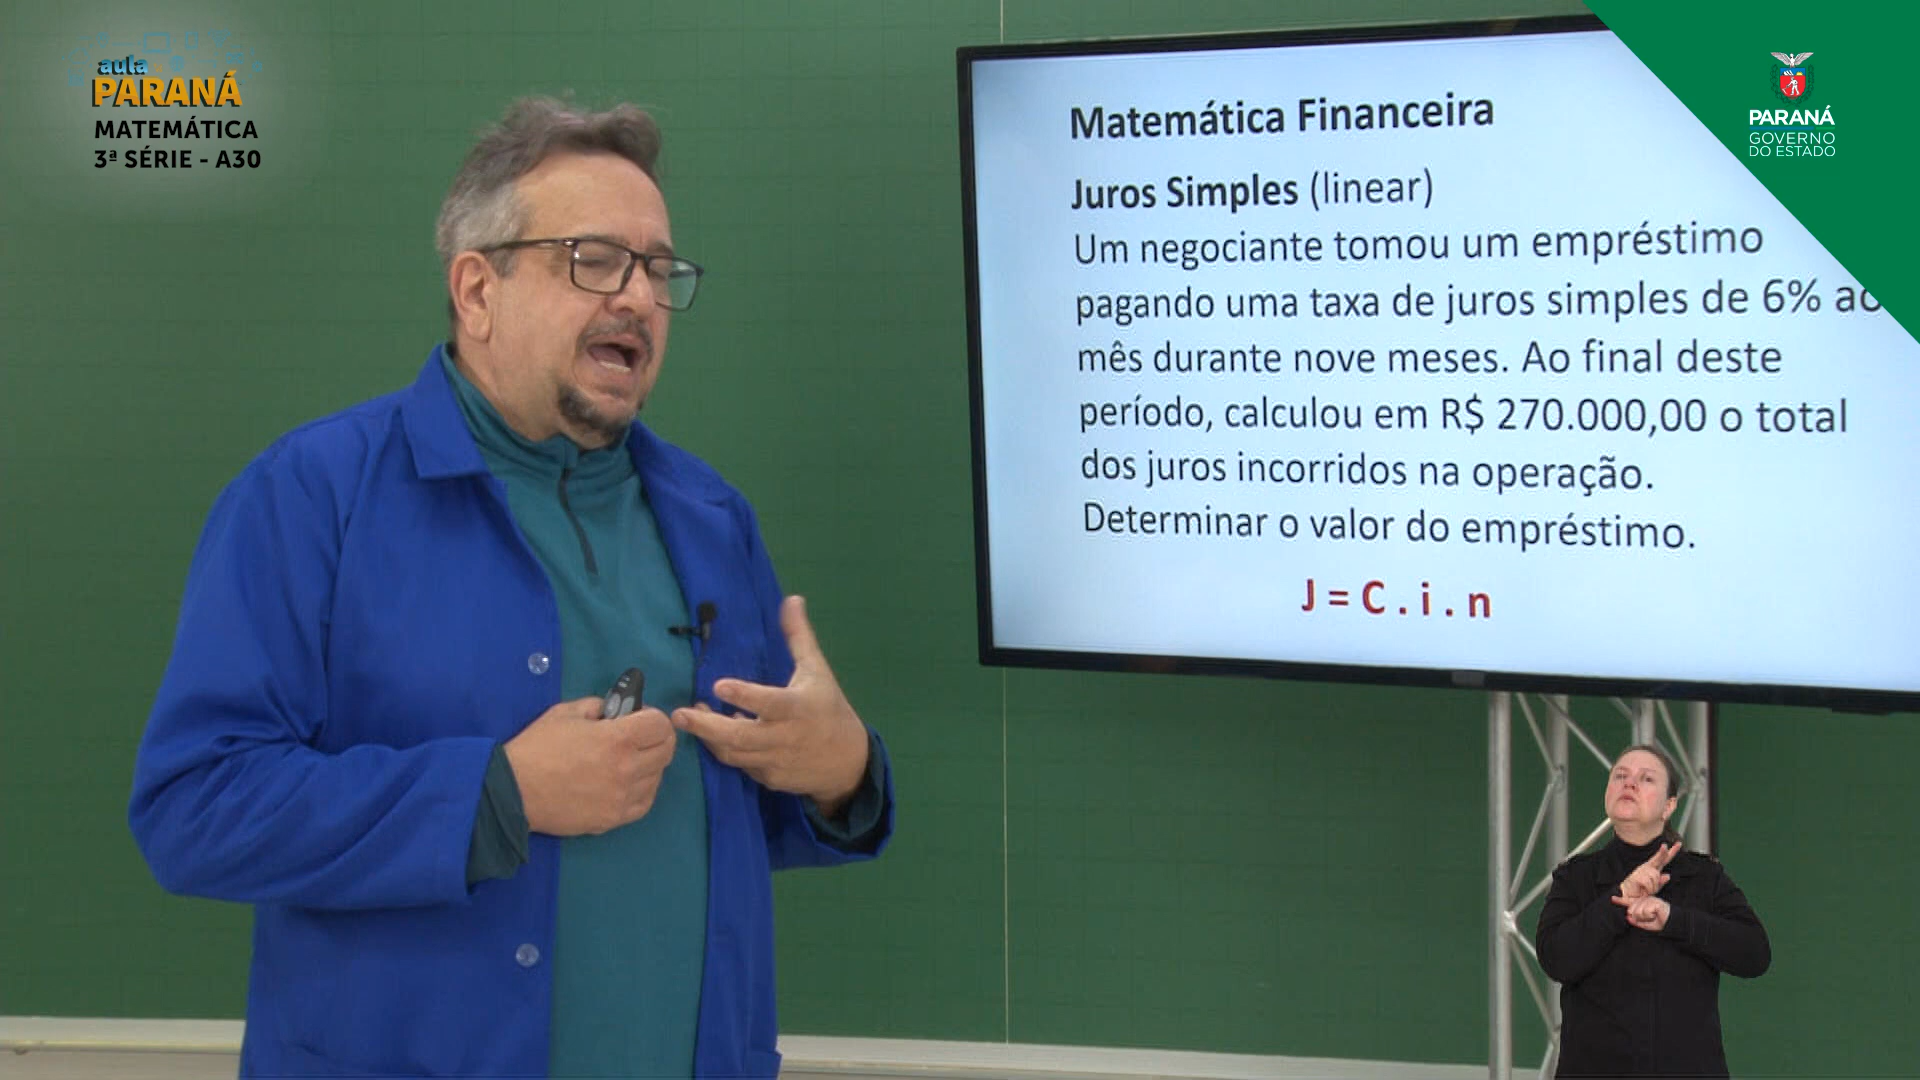 aula
PARANÁ
MATEMÁTICA
3ª SÉRIE - A30
Matemática Financeira
Juros Simples (linear)
Um negociante tomou um empréstimo
pagando uma taxa de juros simples de 6% ao
mês durante nove meses. Ao final deste
período, calculou em R$ 270.000,00 o total
dos juros incorridos na operação.
Determinar o valor do empréstimo.
J = C . i . n
PARANÁ
GOVERNO
DO ESTADO